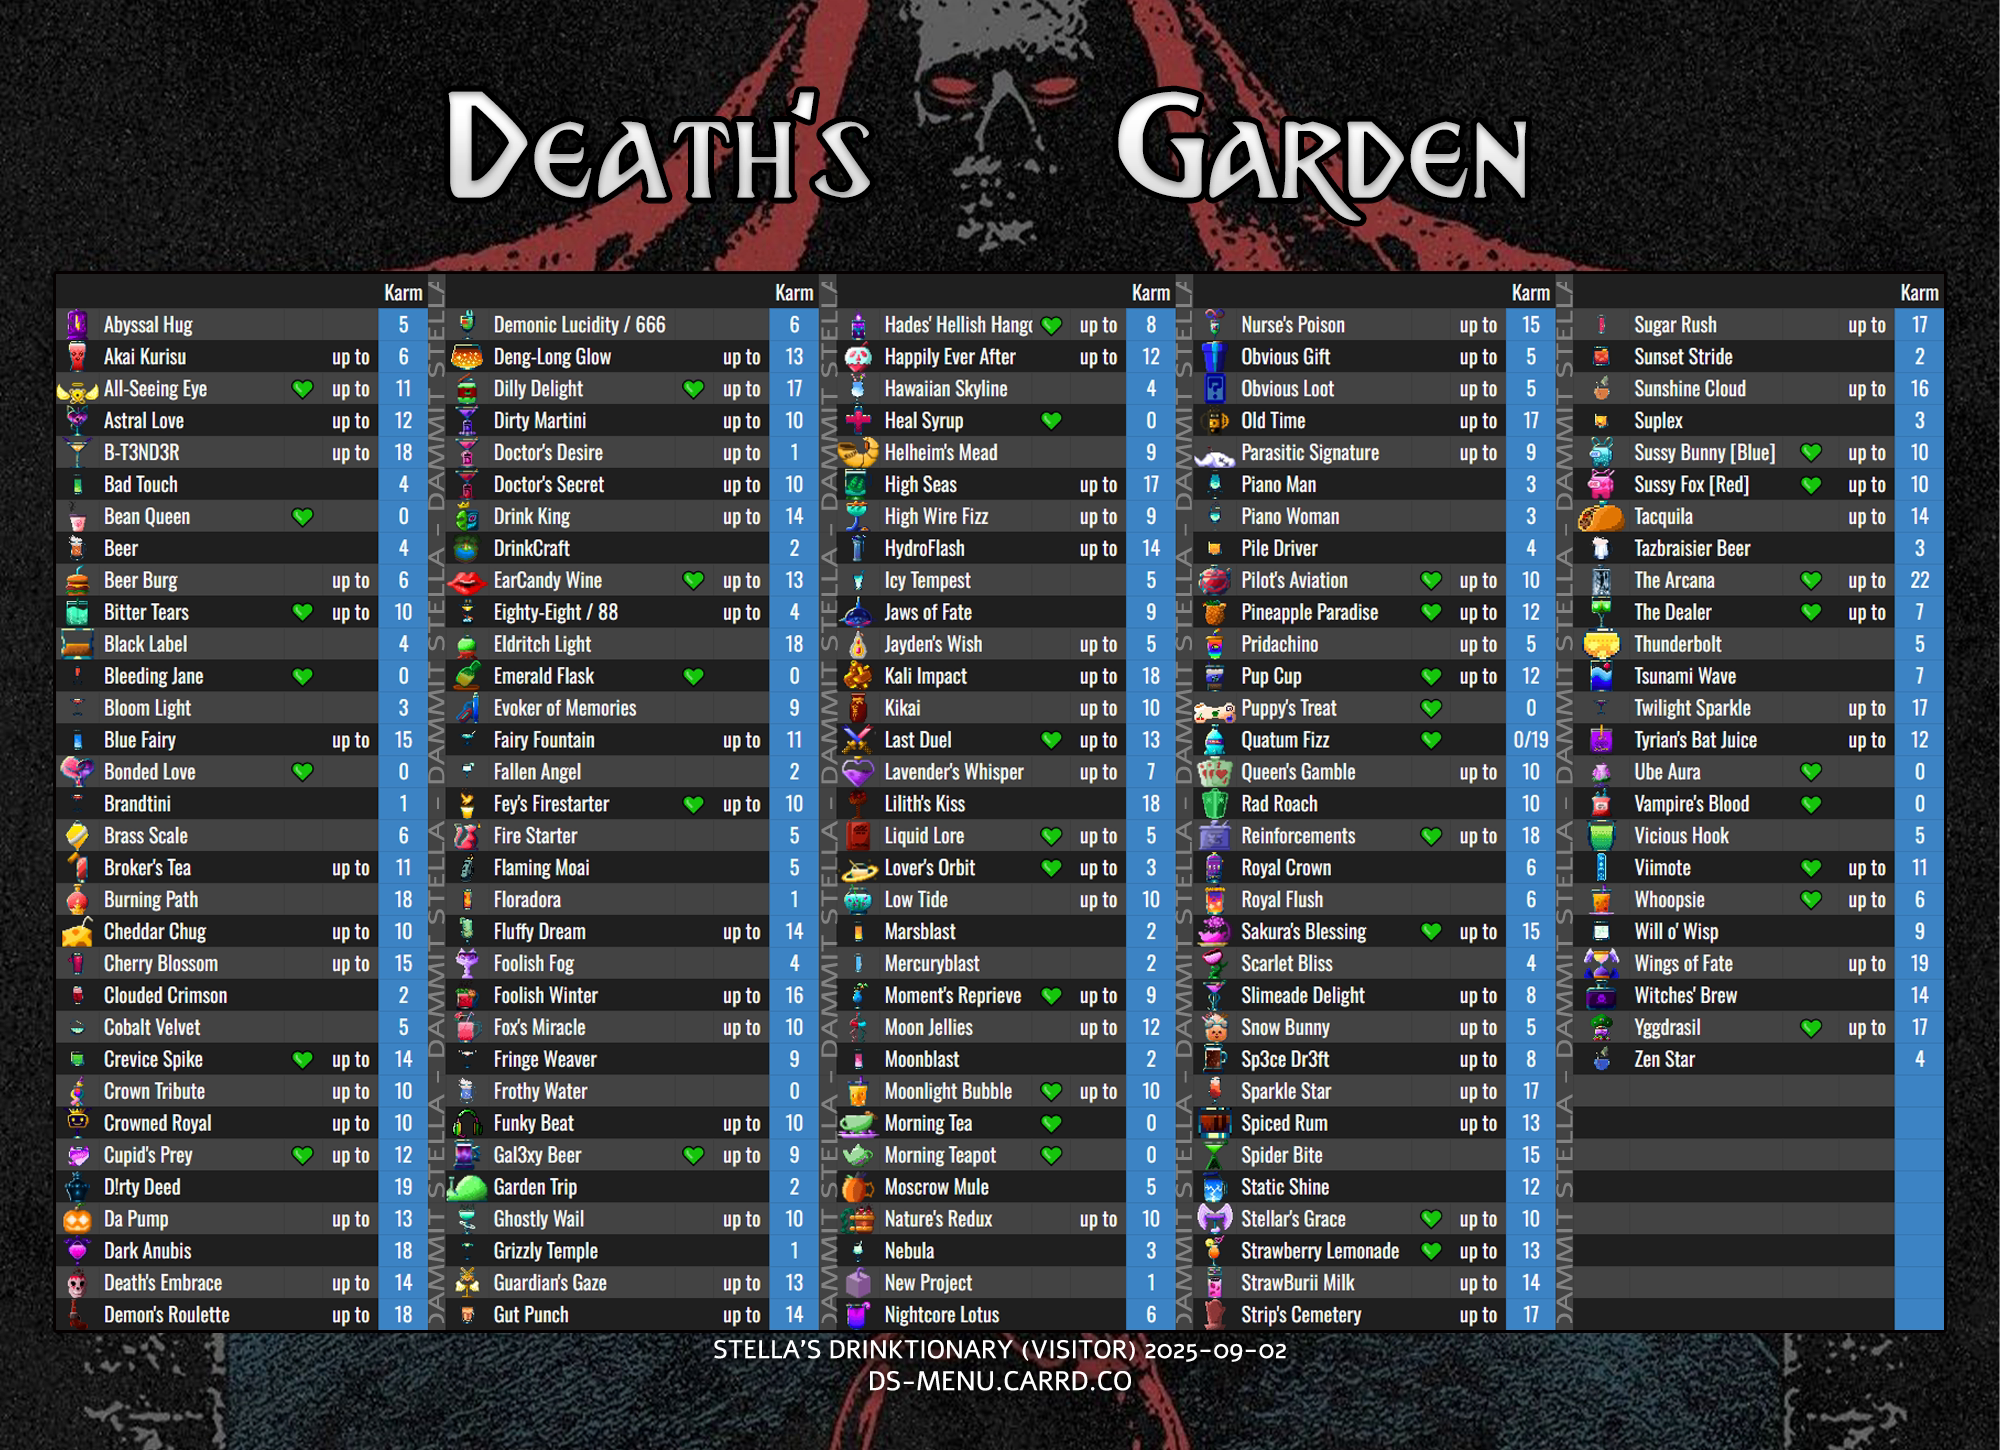 DEATH'S GARDEN
Karm
Abyssal Hug 5
Akai Kurisu up to 6
All-Seeing Eye up to 11
Astral Love up to 12
B-T3ND3R up to 18
Bad Touch 4
Bean Queen 0
Beer 4
Beer Burg up to 6
Bitter Tears up to 10
Black Label 4
Bleeding Jane 0
Bloom Light 3
Blue Fairy up to 15
Bonded Love 0
Brandtini 1
Brass Scale 6
Broker's Tea up to 11
Burning Path 18
Cheddar Chug up to 10
Cherry Blossom up to 15
Clouded Crimson 2
Cobalt Velvet 5
Crevice Spike up to 14
Crown Tribute up to 10
Crowned Royal up to 10
Cupid's Prey up to 12
D!rty Deed 19
Da Pump up to 13
Dark Anubis 18
Death's Embrace up to 14
Demon's Roulette up to 18
STELLA - DAMMIT STELLA - DAMMIT STELLA - DAMMIT
Karm
Demonic Lucidity / 666 6
Deng-Long Glow up to 13
Dilly Delight up to 17
Dirty Martini up to 10
Doctor's Desire up to 1
Doctor's Secret up to 10
Drink King up to 14
DrinkCraft 2
EarCandy Wine up to 13
Eighty-Eight / 88 up to 4
Eldritch Light 18
Emerald Flask 0
Evoker of Memories 9
Fairy Fountain up to 11
Fallen Angel 2
Fey's Firestarter up to 10
Fire Starter 5
Flaming Moai 5
Floradora 1
Fluffy Dream up to 14
Foolish Fog 4
Foolish Winter up to 16
Fox's Miracle up to 10
Fringe Weaver 9
Frothy Water 0
Funky Beat up to 10
Gal3xy Beer up to 9
Garden Trip 2
Ghostly Wail up to 10
Grizzly Temple 1
Guardian's Gaze up to 13
Gut Punch up to 14
STELLA - DAMMIT STELLA - DAMMIT STELLA - DAMMIT
Karm
Hades' Hellish Hang up to 8
Happily Ever After up to 12
Hawaiian Skyline 4
Heal Syrup 0
Helheim's Mead 9
High Seas up to 17
High Wire Fizz up to 9
HydroFlash up to 14
Icy Tempest 5
Jaws of Fate 9
Jayden's Wish up to 5
Kali Impact up to 18
Kikai up to 10
Last Duel up to 13
Lavender's Whisper up to 7
Lilith's Kiss 18
Liquid Lore up to 5
Lover's Orbit up to 3
Low Tide up to 10
Marsblast 2
Mercuryblast 2
Moment's Reprieve up to 9
Moon Jellies up to 12
Moonblast 2
Moonlight Bubble up to 10
Morning Tea 0
Morning Teapot 0
Moscrow Mule 5
Nature's Redux up to 10
Nebula 3
New Project 1
Nightcore Lotus 6
STELLA - DAMMIT STELLA - DAMMIT STELLA - DAMMIT
Karm
Nurse's Poison up to 15
Obvious Gift up to 5
Obvious Loot up to 5
Old Time up to 17
Parasitic Signature up to 9
Piano Man 3
Piano Woman 3
Pile Driver 4
Pilot's Aviation up to 10
Pineapple Paradise up to 12
Pridachino up to 5
Pup Cup up to 12
Puppy's Treat 0
Quatum Fizz 0/19
Queen's Gamble up to 10
Rad Roach 10
Reinforcements up to 18
Royal Crown 6
Royal Flush 6
Sakura's Blessing up to 15
Scarlet Bliss 4
Slimeade Delight up to 8
Snow Bunny up to 5
Sp3ce Dr3ft up to 8
Sparkle Star up to 17
Spiced Rum up to 13
Spider Bite 15
Static Shine 12
Stellar's Grace up to 10
Strawberry Lemonade up to 13
StrawBurii Milk up to 14
Strip's Cemetery up to 17
STELLA - DAMMIT STELLA - DAMMIT STELLA - DAMMIT
Karm
Sugar Rush up to 17
Sunset Stride 2
Sunshine Cloud up to 16
Suplex 3
Sussy Bunny [Blue] up to 10
Sussy Fox [Red] up to 10
Tacquila up to 14
Tazbraisier Beer 3
The Arcana up to 22
The Dealer up to 7
Thunderbolt 5
Tsunami Wave 7
Twilight Sparkle up to 17
Tyrian's Bat Juice up to 12
Ube Aura 0
Vampire's Blood 0
Vicious Hook 5
Viimote up to 11
Whoopsie up to 6
Will o' Wisp 9
Wings of Fate up to 19
Witches' Brew 14
Yggdrasil up to 17
Zen Star 4
STELLA'S DRINKTIONARY (VISITOR) 2025-09-02
DS-MENU.CARRD.CO